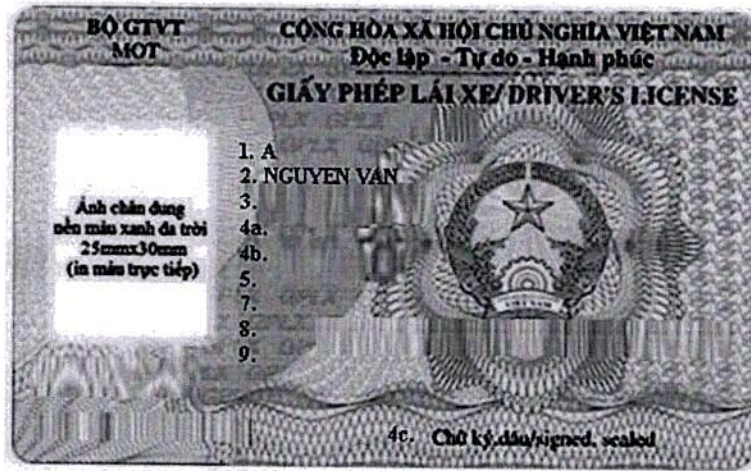 BỘ GTVT
MOT
CỘNG HÒA XÃ HỘI CHỦ NGHĨA VIỆT NAM
Độc lập - Tự do - Hạnh phúc
GIẤY PHÉP LÁI XE/ DRIVER'S LICENSE
Ảnh chân dung
nền màu xanh da trời
25mmx30mm
(in màu trực tiếp)
1. A
2. NGUYEN VAN
3.
4a.
4b.
5.
7.
8.
9.
VIỆT NAM
4c. Chữ ký,dấu/signed, sealed